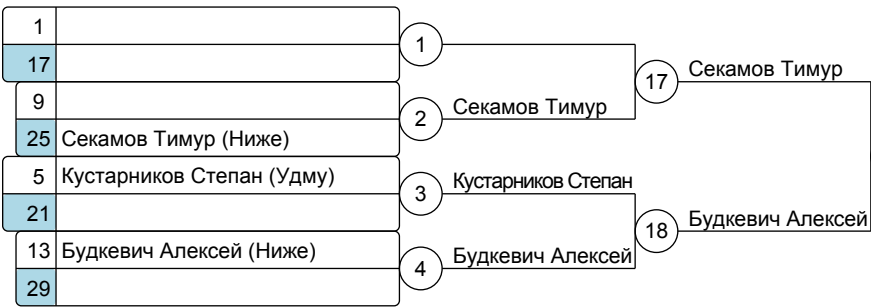 1
17
1
9
25 Секамов Тимур (Ниже)
2
Секамов Тимур
17
Секамов Тимур
5 Кустарников Степан (Удму)
21
3
Кустарников Степан
13 Будкевич Алексей (Ниже)
29
4
Будкевич Алексей
18
Будкевич Алексей